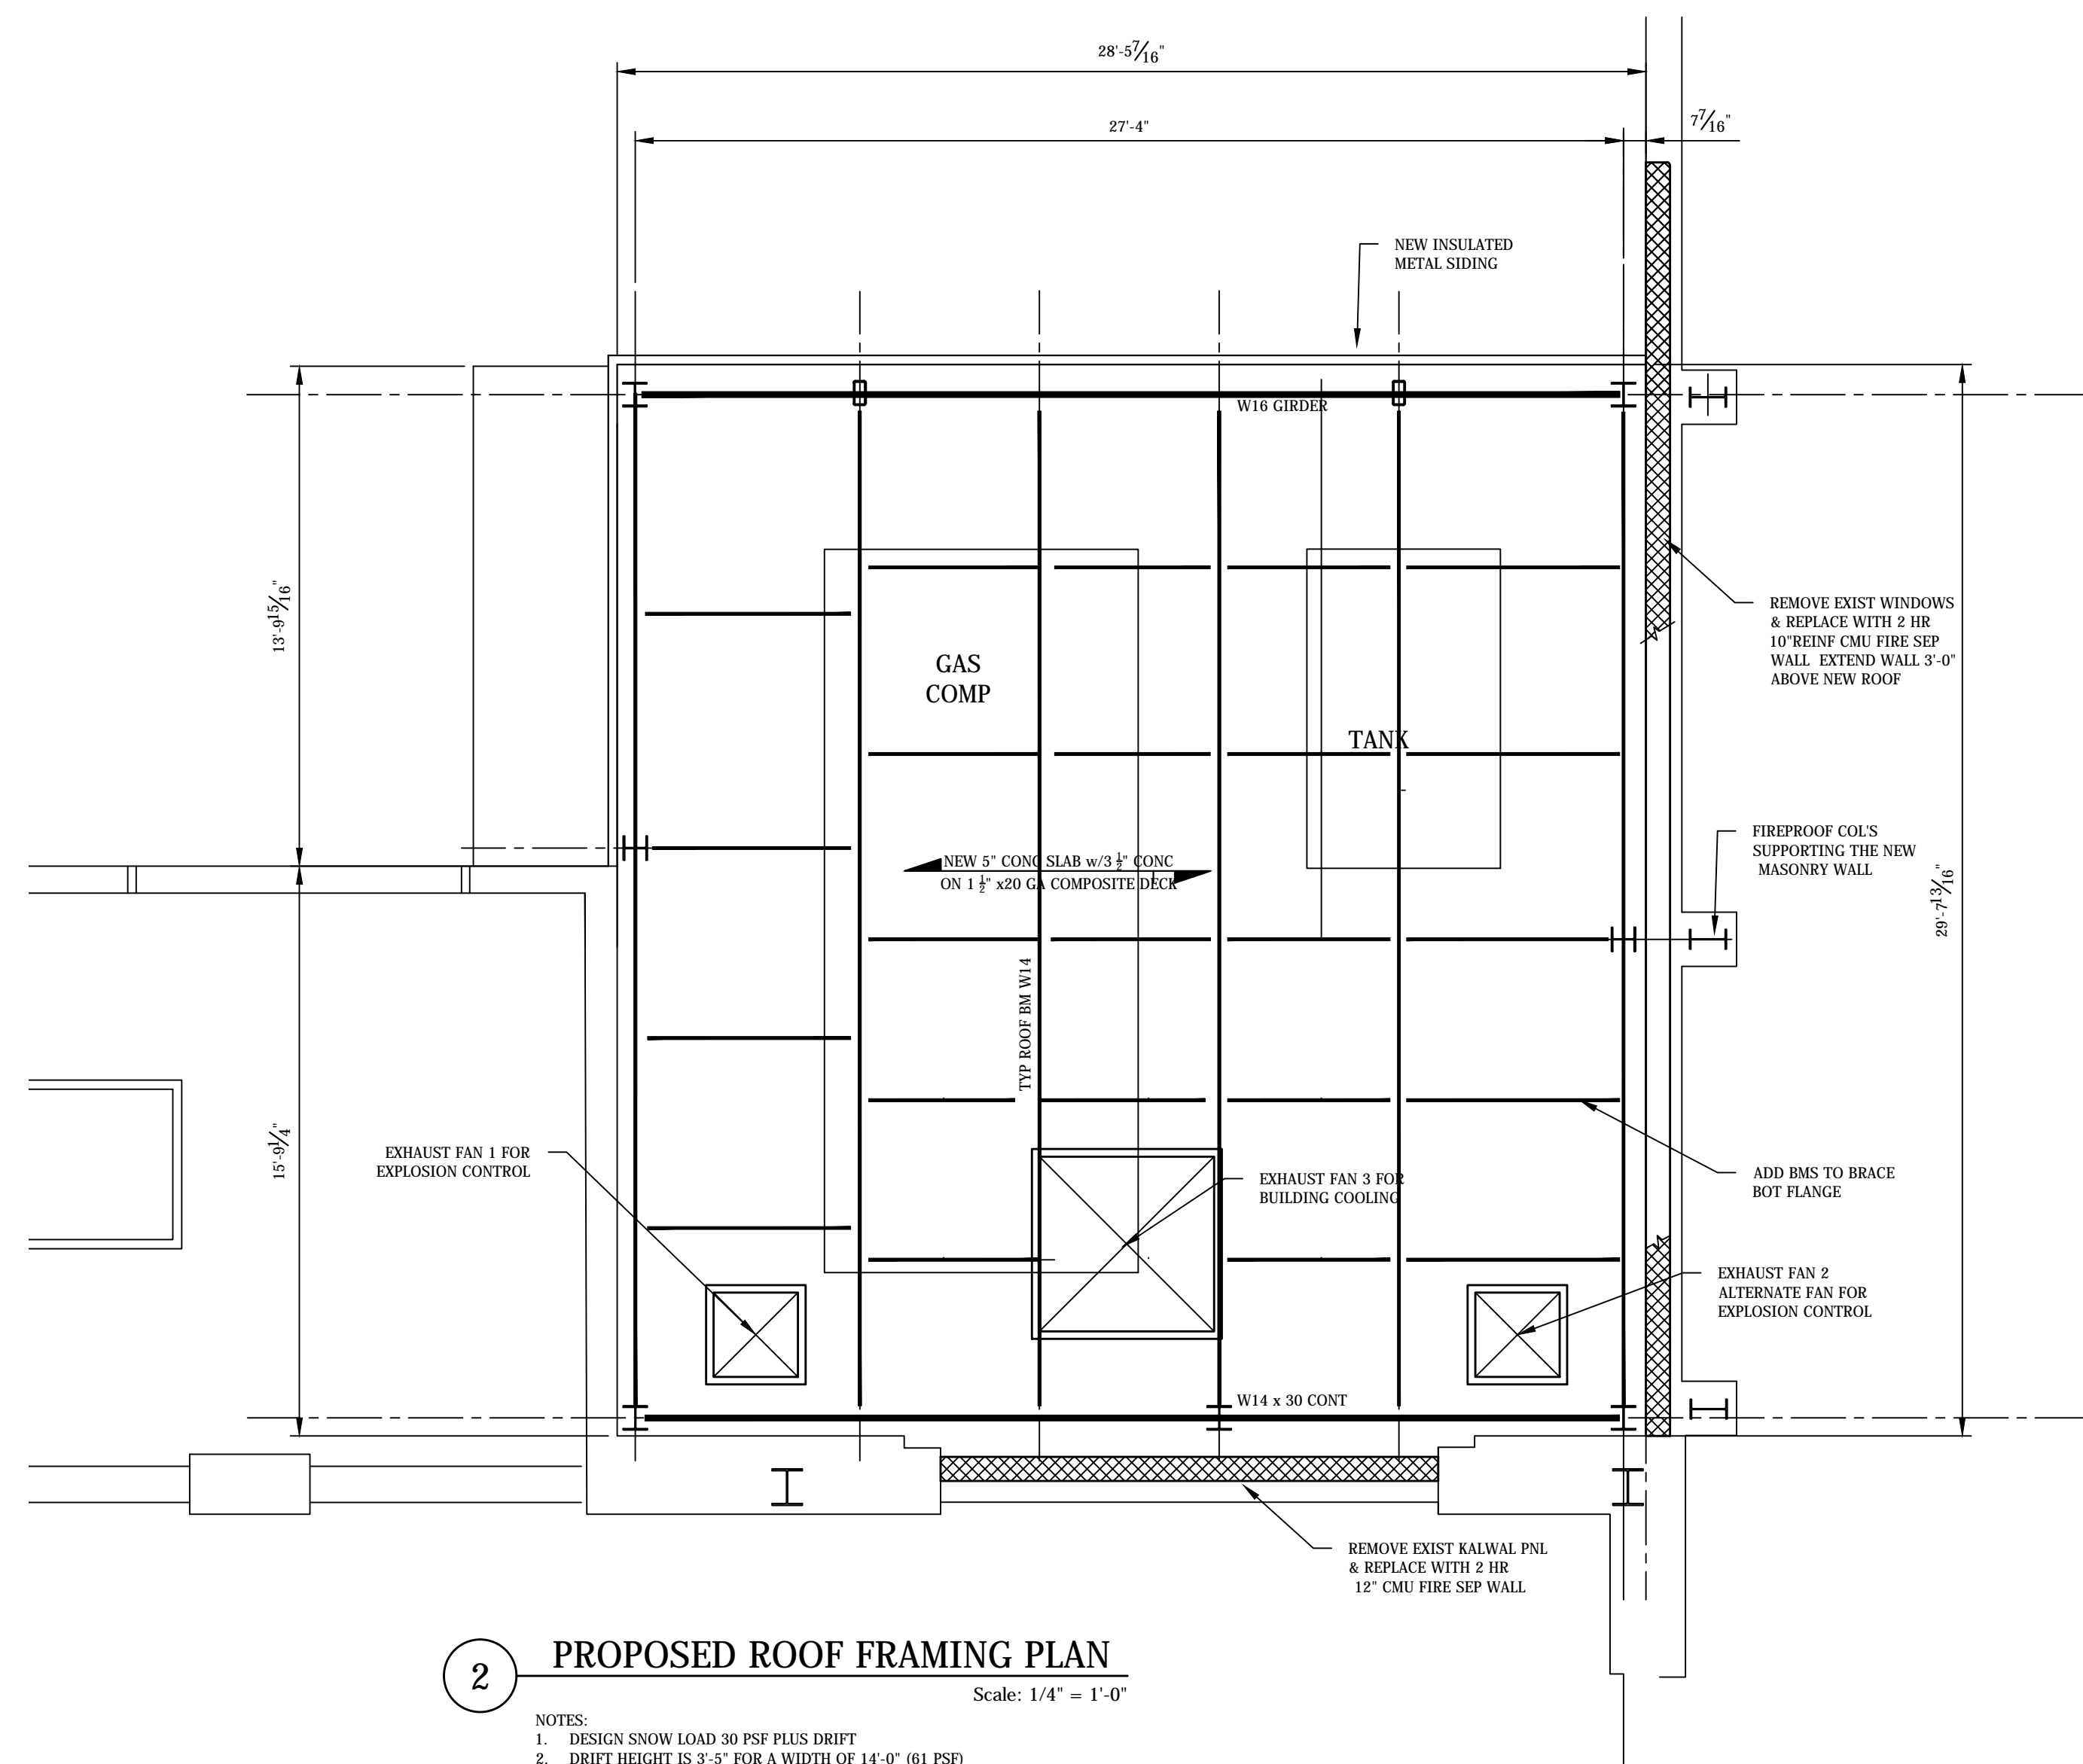 28'-5 7/16"
27'-4"
7 7/16"
NEW INSULATED
METAL SIDING
W16 GIRDER
13'-9 15/16"
GAS
COMP
TANK
REMOVE EXIST WINDOWS
& REPLACE WITH 2 HR
10"REINF CMU FIRE SEP
WALL EXTEND WALL 3'-0"
ABOVE NEW ROOF
NEW 5" CONC SLAB w/3 1/2" CONC
ON 1 1/2" x20 GA COMPOSITE DECK
FIREPROOF COL'S
SUPPORTING THE NEW
MASONRY WALL
29'-7 13/16"
TYP ROOF BM W14
15'-9 1/4"
EXHAUST FAN 1 FOR
EXPLOSION CONTROL
EXHAUST FAN 3 FOR
BUILDING COOLING
ADD BMS TO BRACE
BOT FLANGE
EXHAUST FAN 2
ALTERNATE FAN FOR
EXPLOSION CONTROL
W14 x 30 CONT
REMOVE EXIST KALWAL PNL
& REPLACE WITH 2 HR
12" CMU FIRE SEP WALL
2
PROPOSED ROOF FRAMING PLAN
Scale: 1/4" = 1'-0"
NOTES:
1. DESIGN SNOW LOAD 30 PSF PLUS DRIFT
2. DRIFT HEIGHT IS 3'-5" FOR A WIDTH OF 14'-0" (61 PSF)